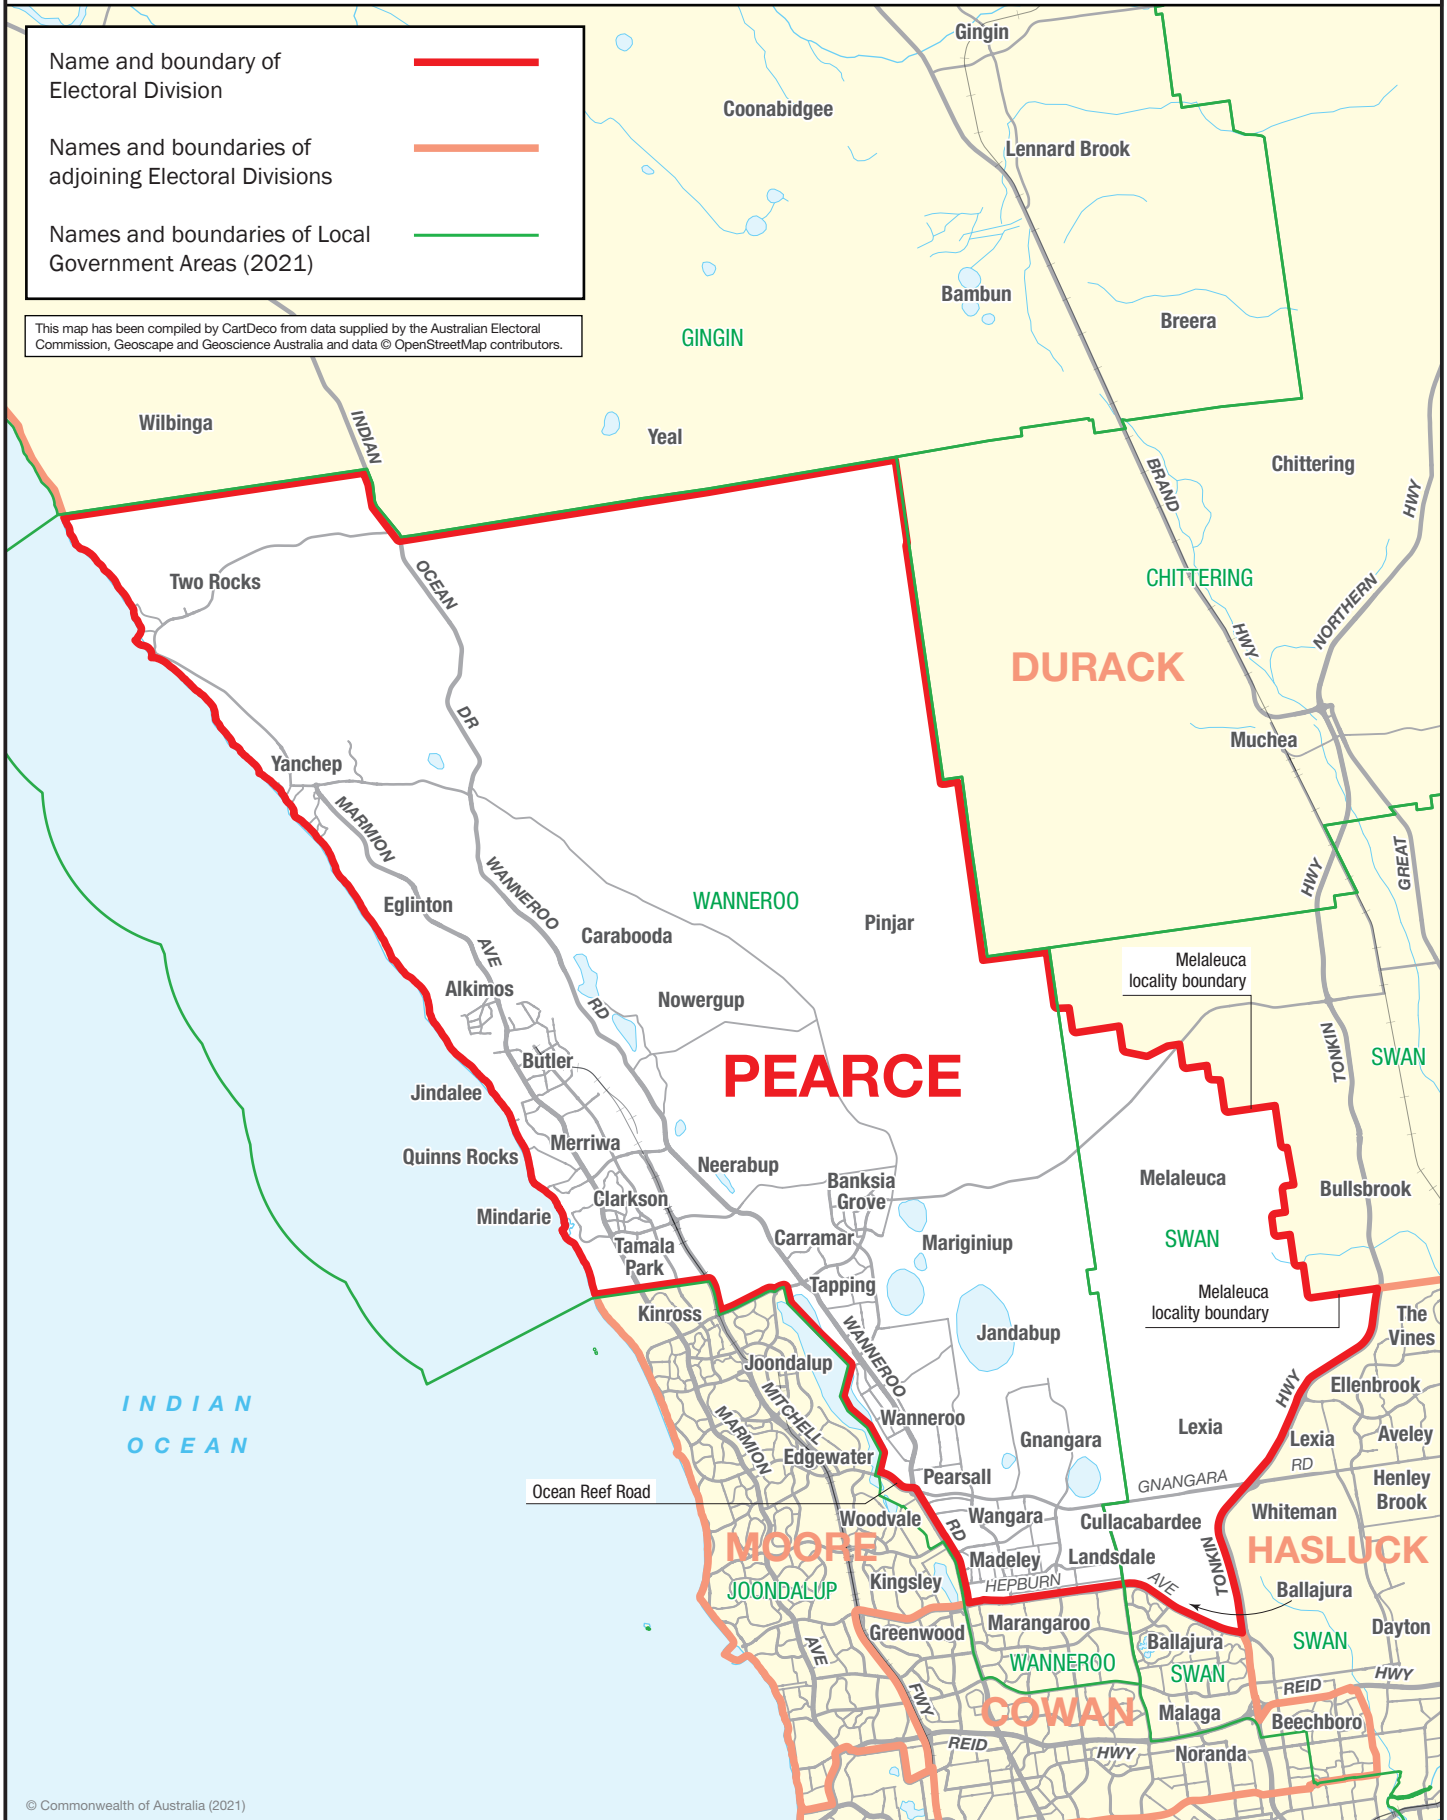 Name and boundary of
Electoral Division
Names and boundaries of
adjoining Electoral Divisions
Names and boundaries of Local
Government Areas (2021)
This map has been compiled by CartDeco from data supplied by the Australian Electoral
Commission, Geoscape and Geoscience Australia and data © OpenStreetMap contributors.
Gingin
Coonabidgee
Lennard Brook
Bambun
Breera
GINGIN
Wilbinga
INDIAN
Yeal
Chittering
BRAND
HWY
Two Rocks
OCEAN
CHITTERING
NORTHERN
HWY
DURACK
DR
Muchea
Yanchep
MARMION
WANNEROO
HWY
GREAT
Eglinton
WANNEROO
Pinjar
Carabooda
AVE
Melaleuca
locality boundary
Alkimos
Nowergup
RD
TONKIN
SWAN
Butler
PEARCE
Jindalee
Merriwa
Quinns Rocks
Neerabup
Banksia
Grove
Melaleuca
Bullsbrook
Clarkson
Mindarie
Carramar
Mariginiup
SWAN
Tamala
Park
Tapping
Melaleuca
locality boundary
Kinross
The
Vines
WANNEROO
Jandabup
Joondalup
MITCHELL
HWY
Ellenbrook
INDIAN
OCEAN
MARMION
Wanneroo
Gnangara
Lexia
Lexia
Aveley
Edgewater
Pearsall
GNANGARA
RD
Henley
Brook
Ocean Reef Road
Woodvale
RD
Wangara
Cullacabardee
Whiteman
MOORE
Madeley
Landsdale
TONKIN
HASLUCK
JOONDALUP
Kingsley
HEPBURN
AVE
Ballajura
Greenwood
Marangaroo
Ballajura
SWAN
Dayton
AVE
WANNEROO
SWAN
HWY
FWY
REID
COWAN
Malaga
Beechboro
REID
HWY
Noranda
© Commonwealth of Australia (2021)